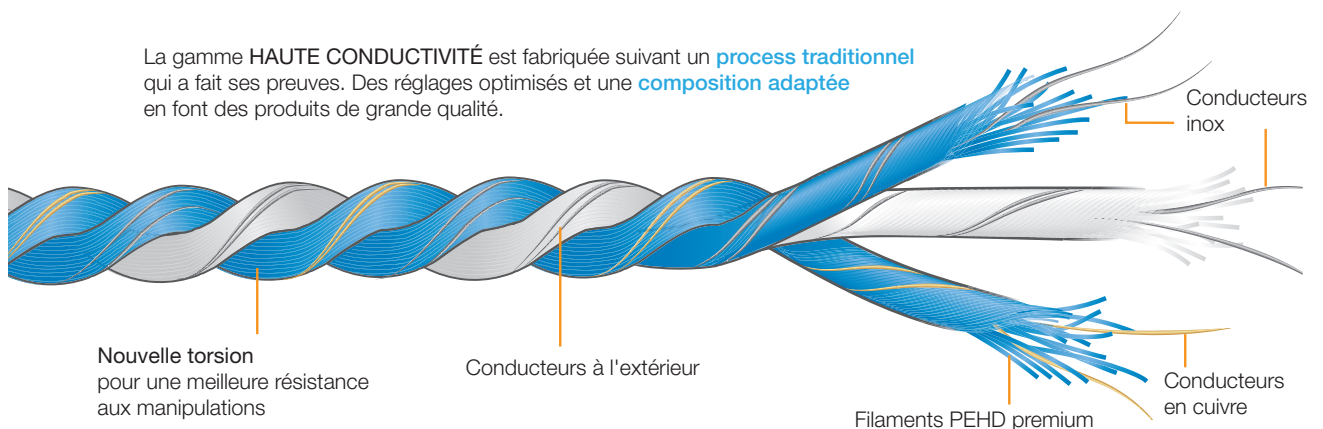 La gamme HAUTE CONDUCTIVITÉ est fabriquée suivant un process traditionnel
qui a fait ses preuves. Des réglages optimisés et une composition adaptée
en font des produits de grande qualité.
Conducteurs
inox
Nouvelle torsion
pour une meilleure résistance
aux manipulations
Conducteurs à l'extérieur
Filaments PEHD premium
Conducteurs
en cuivre